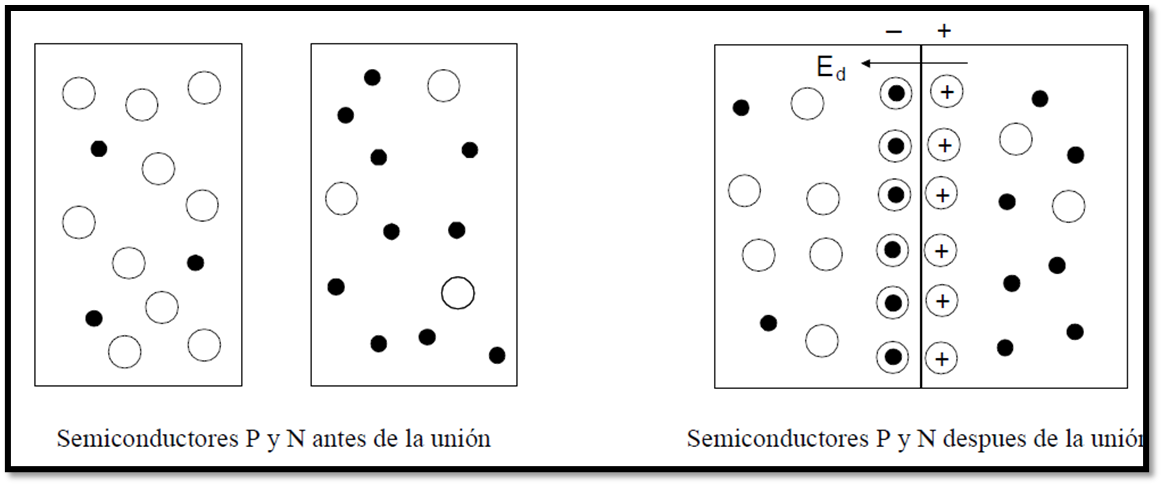 − +
E_d
+
+
+
+
+
+
Semiconductores P y N antes de la unión
Semiconductores P y N despues de la unión